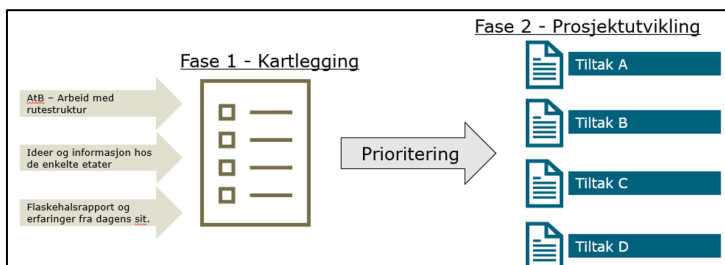 Fase 1 - Kartlegging
AtB – Arbeid med
rutestruktur
Ideer og informasjon hos
de enkelte etater
Flaskehalsrapport og
erfaringer fra dagens sit.
Prioritering
Fase 2 - Prosjektutvikling
Tiltak A
Tiltak B
Tiltak C
Tiltak D